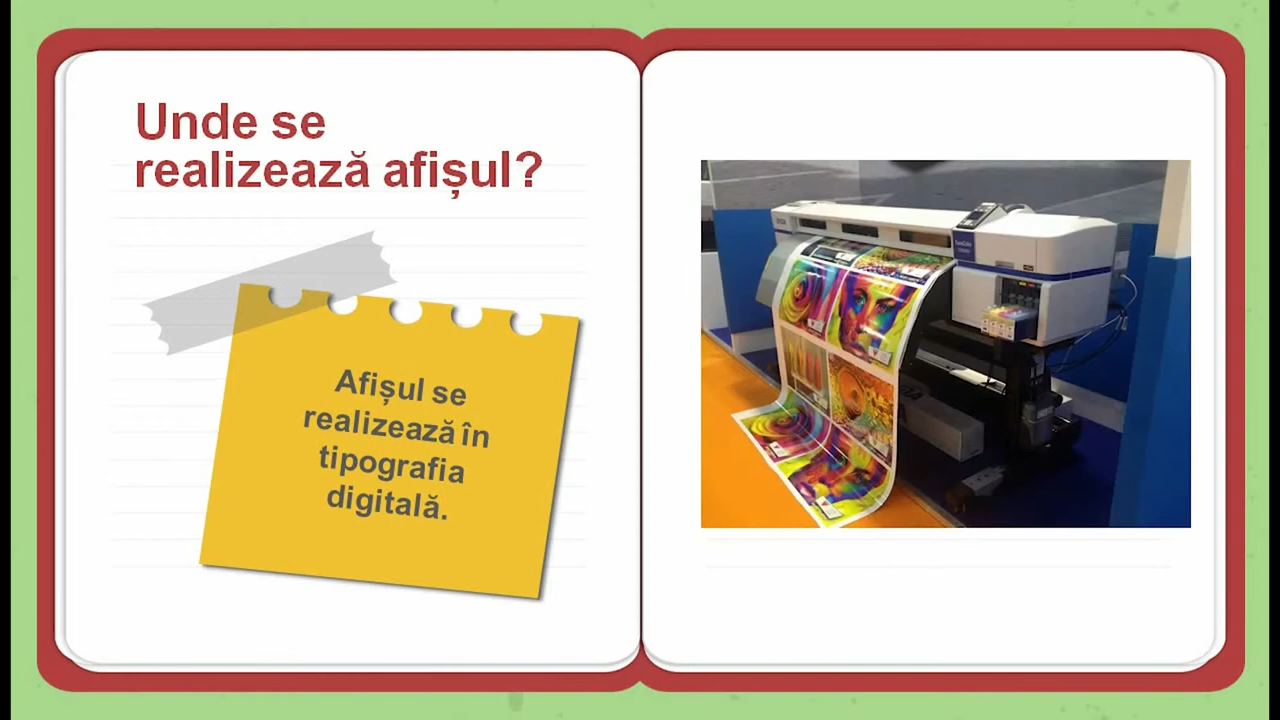 Unde se
realizează afișul?
Afișul se
realizează în
tipografia
digitală.